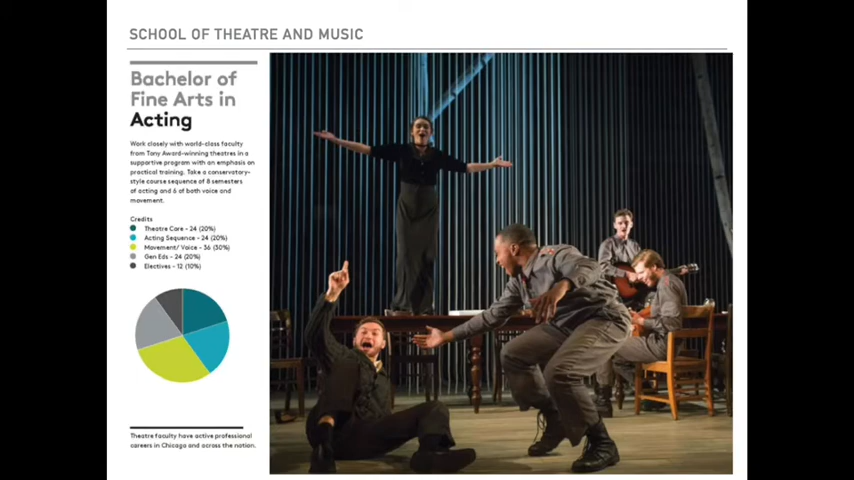 SCHOOL OF THEATRE AND MUSIC
Bachelor of
Fine Arts in
Acting
Work closely with world-class faculty
from Tony Award-winning theatres in a
supportive program with an emphasis on
practical training. Take a conservatory-
style course sequence of 8 semesters
of acting and 6 of both voice and
movement.
Credits
Theatre Core - 24 (20%)
Acting Sequence - 24 (20%)
Movement/ Voice - 36 (30%)
Gen Eds - 24 (20%)
Electives - 12 (10%)
Theatre faculty have active professional
careers in Chicago and across the nation.